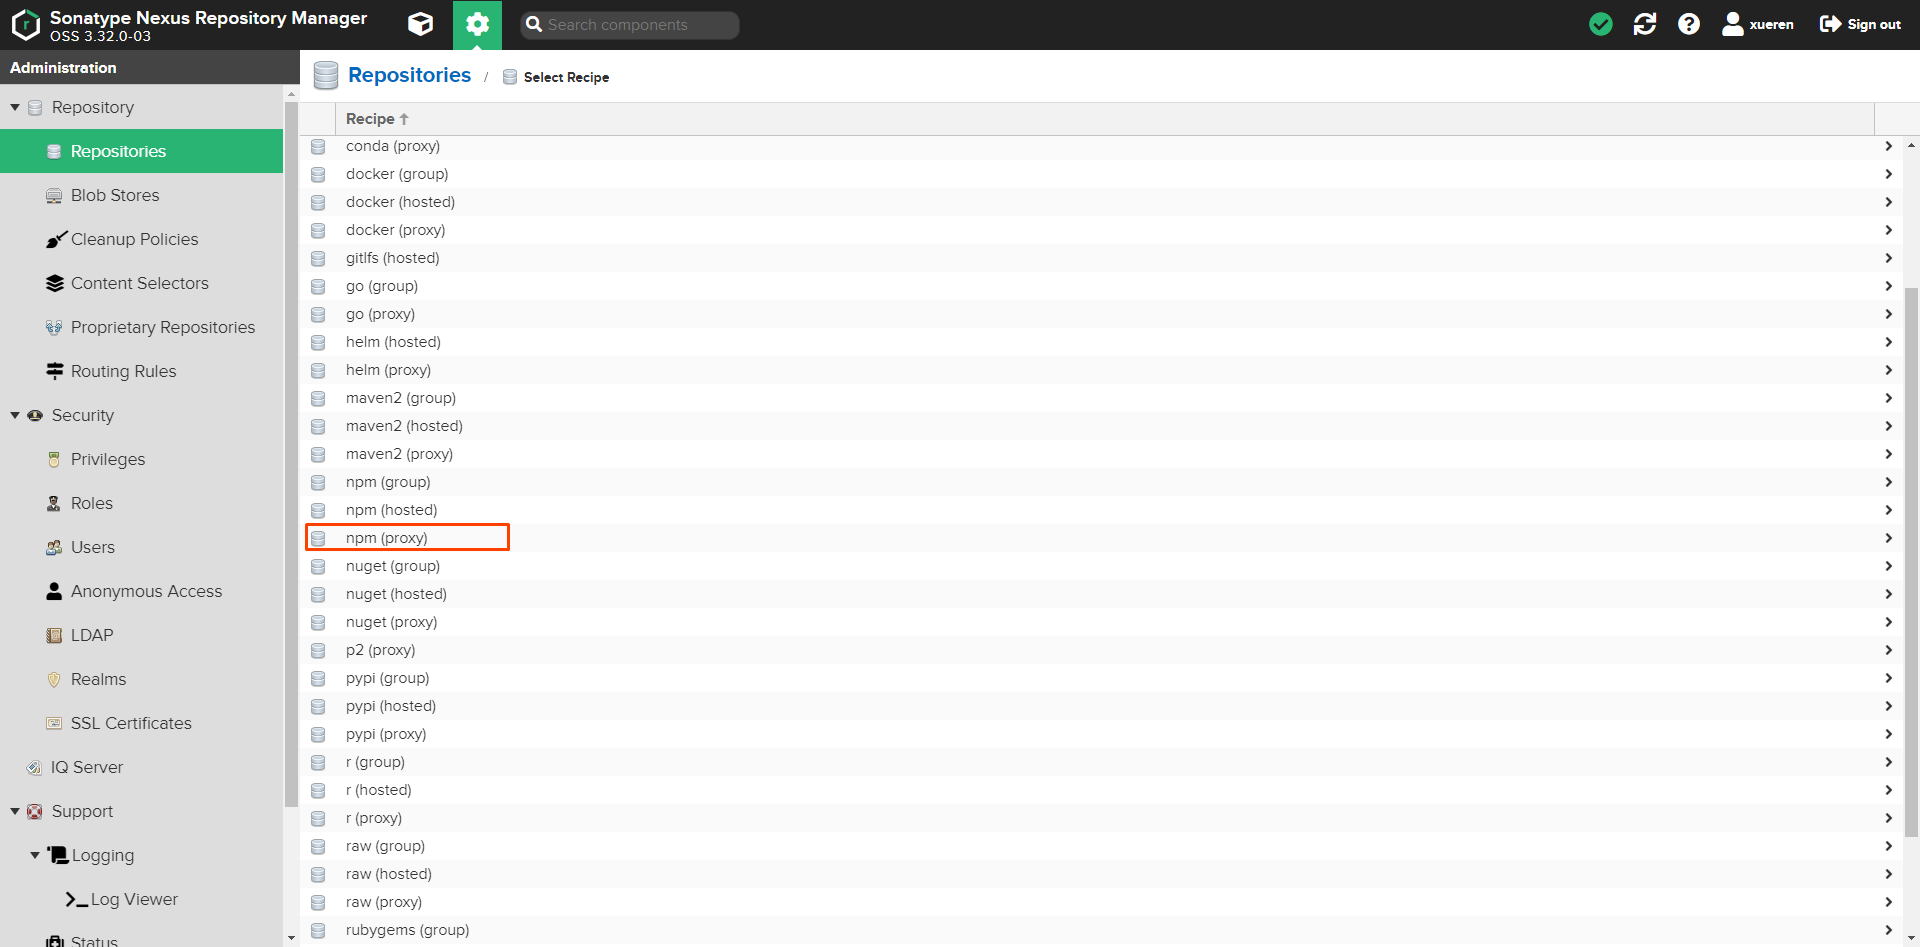 Sonatype Nexus Repository Manager
OSS 3.32.0-03
Search components
xueren
Sign out
Administration
Repository
Repositories
Blob Stores
Cleanup Policies
Content Selectors
Proprietary Repositories
Routing Rules
Security
Privileges
Roles
Users
Anonymous Access
LDAP
Realms
SSL Certificates
IQ Server
Support
Logging
Log Viewer
Status
Repositories / Select Recipe
Recipe
conda (proxy)
docker (group)
docker (hosted)
docker (proxy)
gitlfs (hosted)
go (group)
go (proxy)
helm (hosted)
helm (proxy)
maven2 (group)
maven2 (hosted)
maven2 (proxy)
npm (group)
npm (hosted)
npm (proxy)
nuget (group)
nuget (hosted)
nuget (proxy)
p2 (proxy)
pypi (group)
pypi (hosted)
pypi (proxy)
r (group)
r (hosted)
r (proxy)
raw (group)
raw (hosted)
raw (proxy)
rubygems (group)